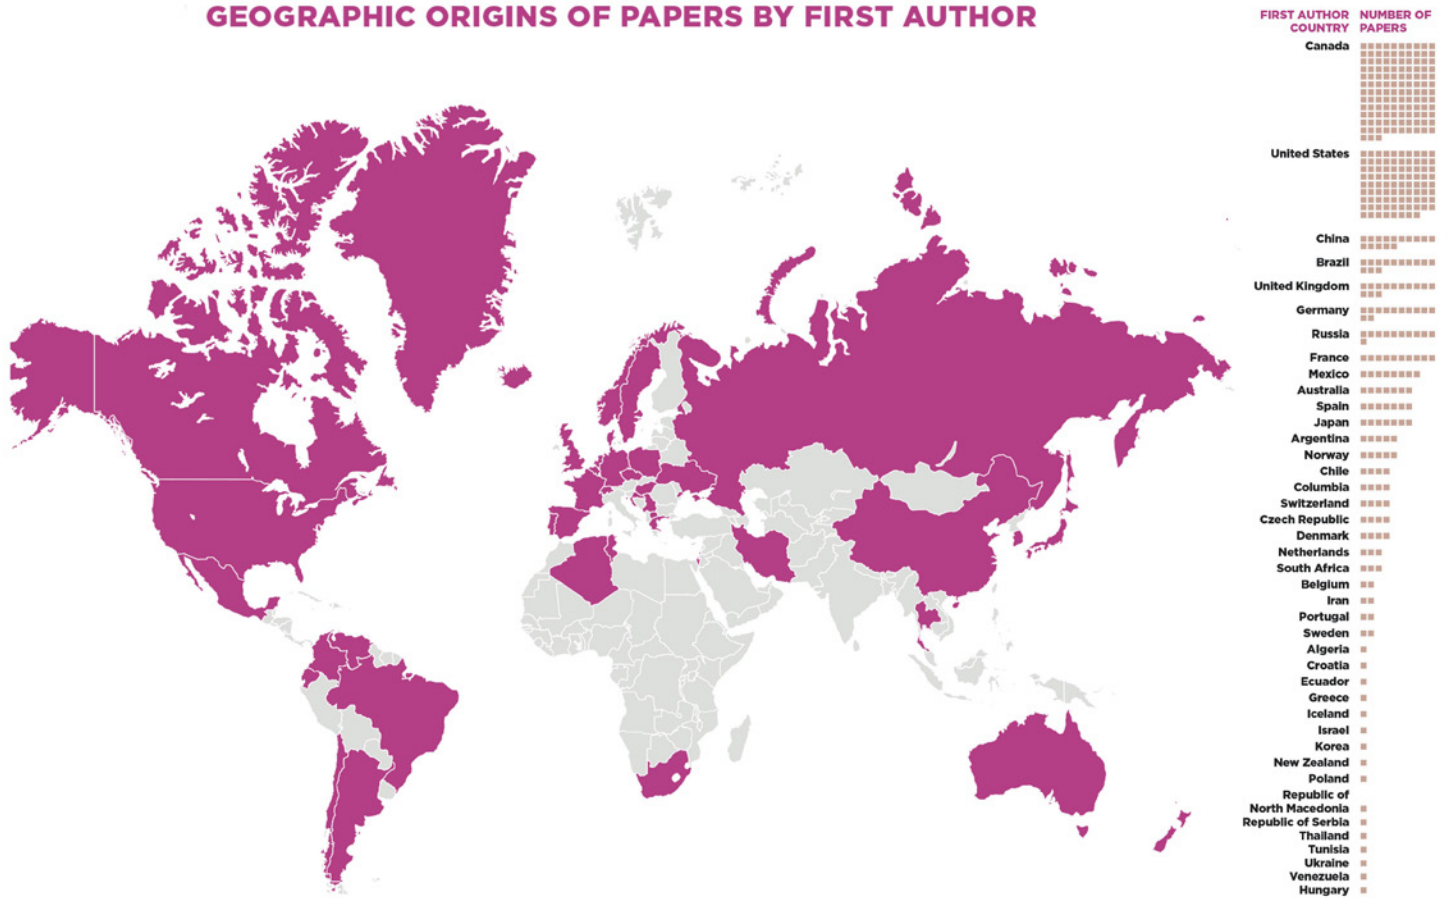 GEOGRAPHIC ORIGINS OF PAPERS BY FIRST AUTHOR
FIRST AUTHOR NUMBER OF
COUNTRY PAPERS
Canada
United States
China
Brazil
United Kingdom
Germany
Russia
France
Mexico
Australia
Spain
Japan
Argentina
Norway
Chile
Columbia
Switzerland
Czech Republic
Denmark
Netherlands
South Africa
Belgium
Iran
Portugal
Sweden
Algeria
Croatia
Ecuador
Greece
Iceland
Israel
Korea
New Zealand
Poland
Republic of
North Macedonia
Republic of Serbia
Thailand
Tunisia
Ukraine
Venezuela
Hungary